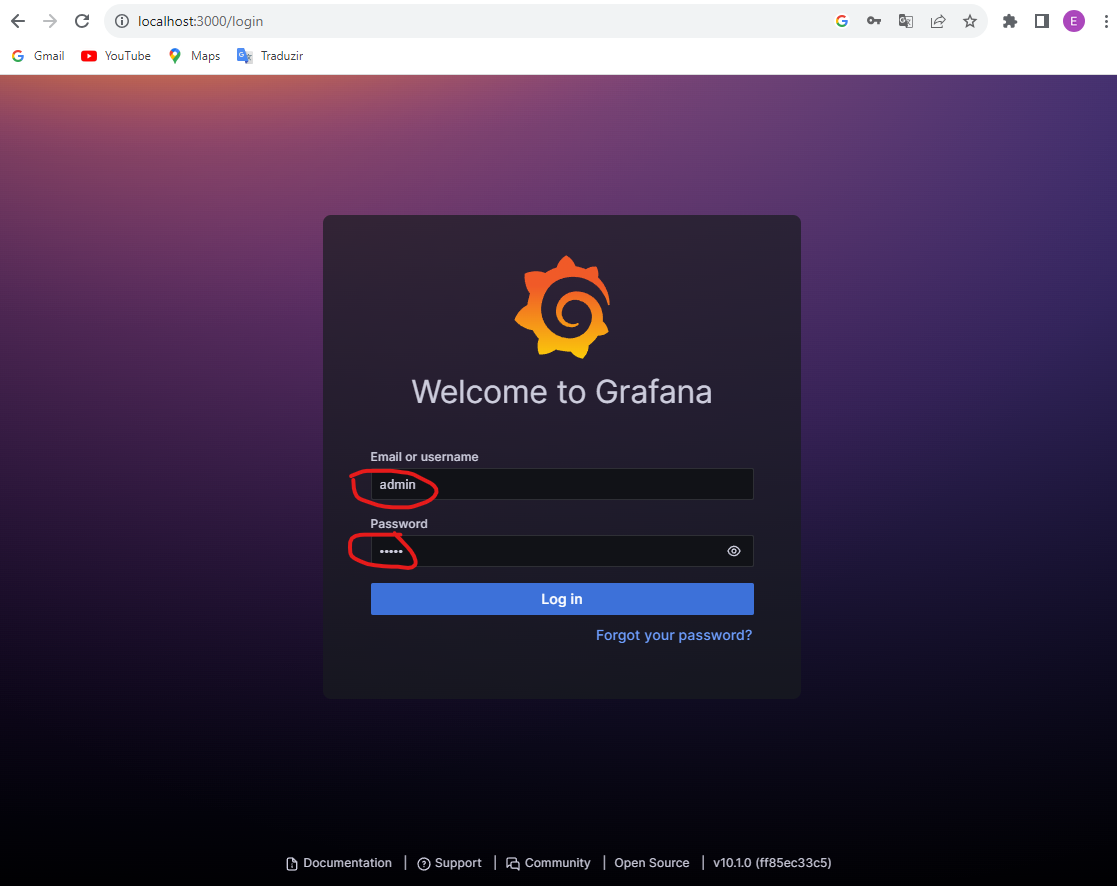 localhost:3000/login
E
Gmail YouTube Maps Traduzir
Welcome to Grafana
Email or username
admin
Password
•••••
Log in
Forgot your password?
Documentation | Support | Community | Open Source | v10.1.0 (ff85ec33c5)